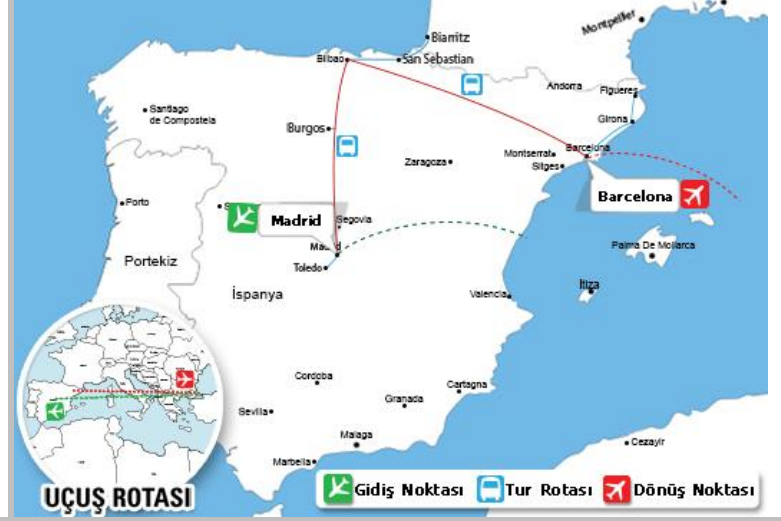 Montpellier
Biarritz
Bilbao
San Sebastian
Andorra
Figueres
Santiago
de Compostela
Girona
Burgos
Barcelona
Montserrat
Zaragoza
Sitges
Barcelona
Porto
Madrid
Segovia
Madrid
Palma De Mollarca
Portekiz
Toledo
İspanya
Valencia
Cordoba
Cartagna
Granada
Sevilla
Malaga
Cezayir
Marbella
UÇUŞ ROTASI
Gidiş Noktası
Tur Rotası
Dönüş Noktası